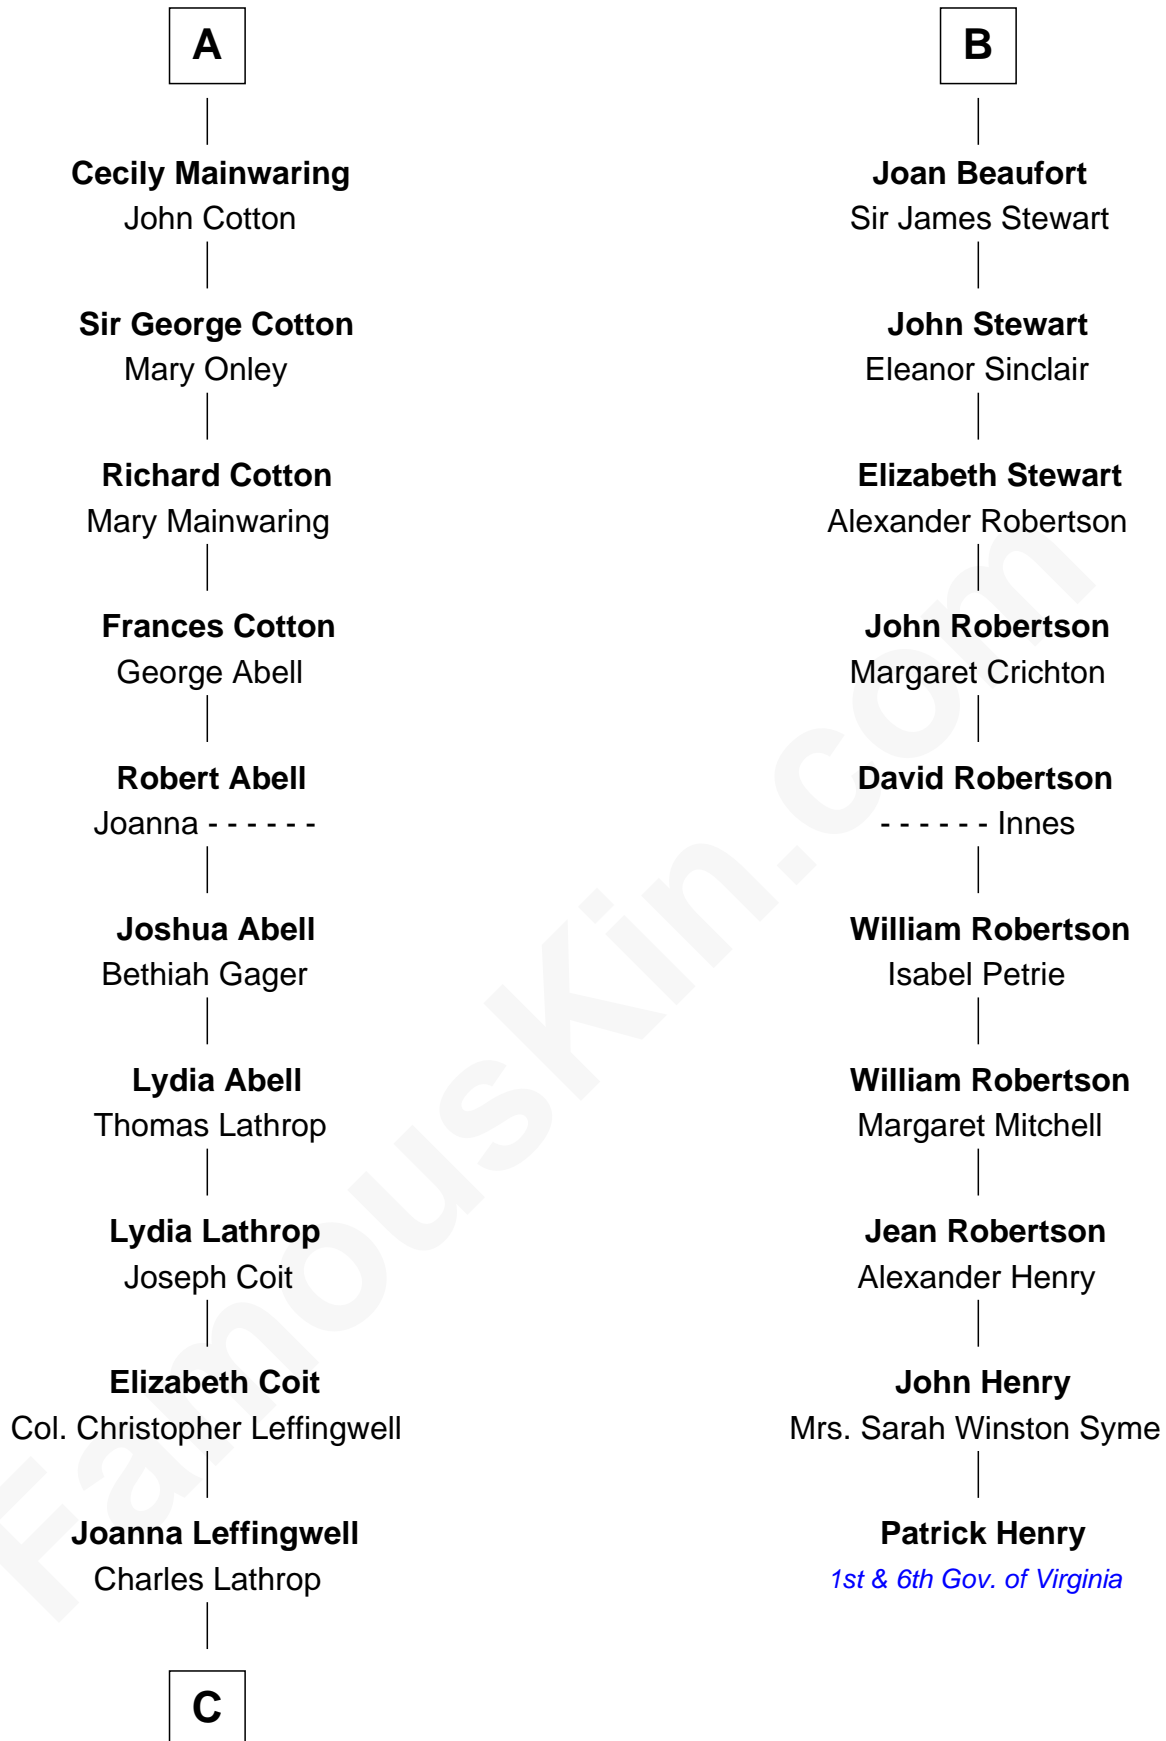 A
Cecily Mainwaring
John Cotton
Sir George Cotton
Mary Onley
Richard Cotton
Mary Mainwaring
Frances Cotton
George Abell
Robert Abell
Joanna - - - - - -
Joshua Abell
Bethiah Gager
Lydia Abell
Thomas Lathrop
Lydia Lathrop
Joseph Coit
Elizabeth Coit
Col. Christopher Leffingwell
Joanna Leffingwell
Charles Lathrop
C
B
Joan Beaufort
Sir James Stewart
John Stewart
Eleanor Sinclair
Elizabeth Stewart
Alexander Robertson
John Robertson
Margaret Crichton
David Robertson
- - - - - - Innes
William Robertson
Isabel Petrie
William Robertson
Margaret Mitchell
Jean Robertson
Alexander Henry
John Henry
Mrs. Sarah Winston Syme
Patrick Henry
1st & 6th Gov. of Virginia
FamousKin.com